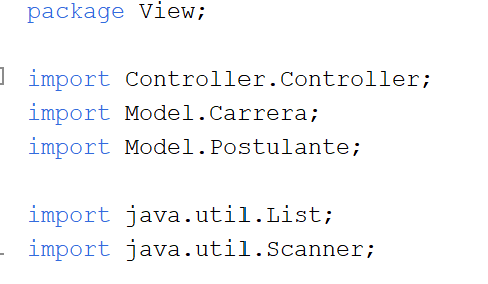 package View;
import Controller.Controller;
import Model.Carrera;
import Model.Postulante;
import java.util.List;
import java.util.Scanner;